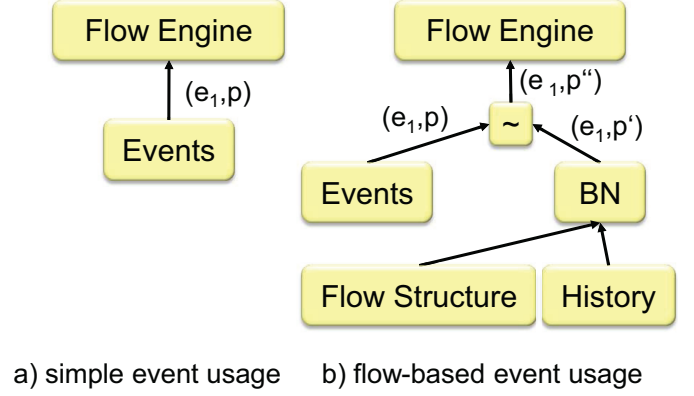 Flow Engine
(e₁,p)
Events
Flow Engine
(e ₁,p“)
(e₁,p)
~
(e₁,p‘)
Events
BN
Flow Structure
History
a) simple event usage
b) flow-based event usage